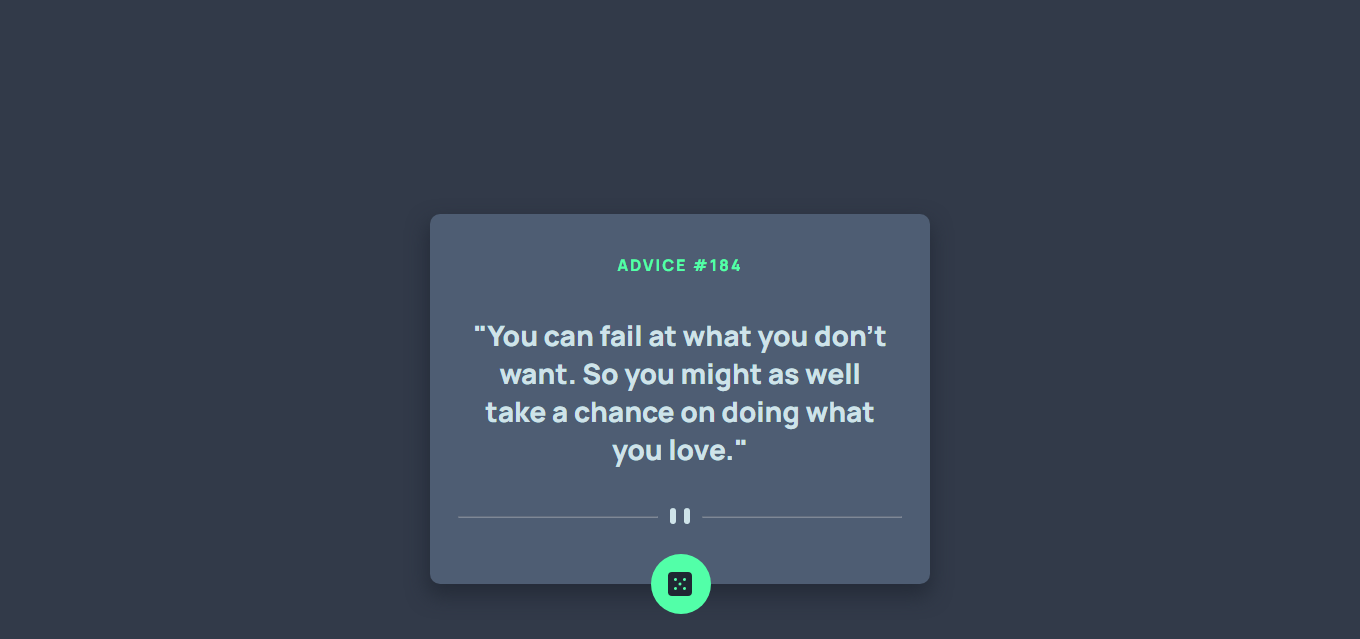 ADVICE #184
"You can fail at what you don’t
want. So you might as well
take a chance on doing what
you love."